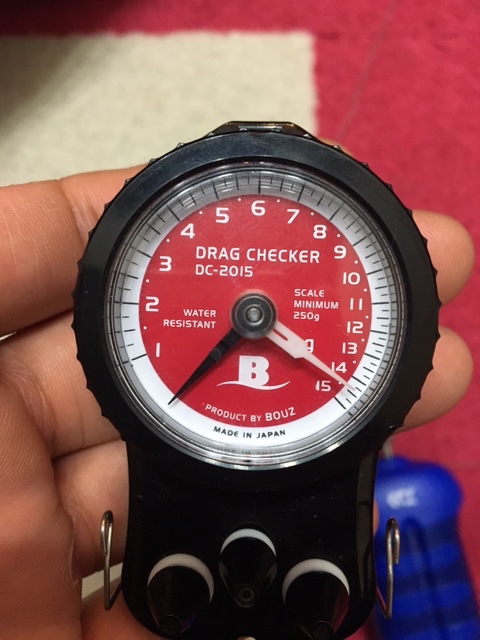 6
5
7
4
8
3
9
10
2
11
12
1
13
14
15
DRAG CHECKER
DC-2015
SCALE
MINIMUM
250g
WATER
RESISTANT
g
B
PRODUCT BY BOUZ
MADE IN JAPAN